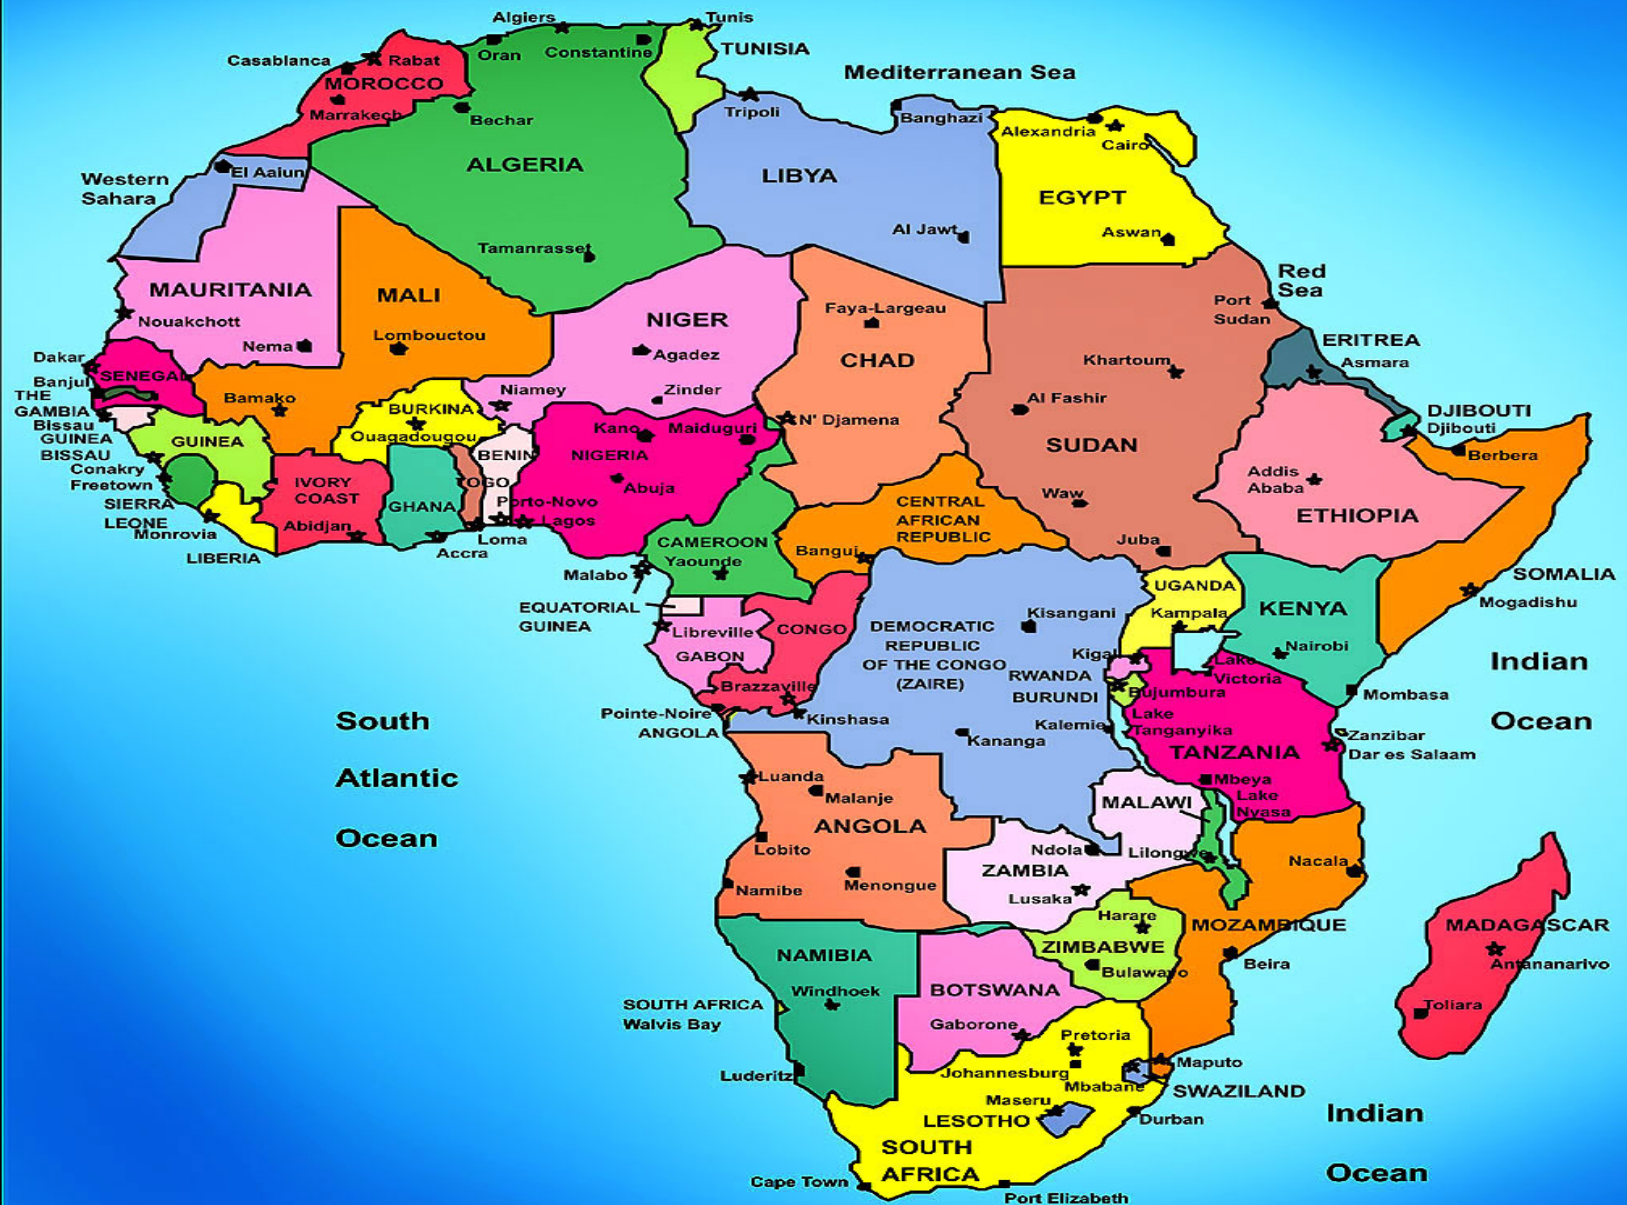 Algiers
Tunis
Oran
Constantine
TUNISIA
Casablanca
Rabat
MOROCCO
Marrakech
Bechar
Mediterranean Sea
Tripoli
Banghazi
Alexandria
Cairo
ALGERIA
LIBYA
EGYPT
Western
Sahara
El Aaiun
Al Jawt
Aswan
Tamanrasset
Red
Sea
MAURITANIA
MALI
NIGER
Nouakchott
Nema
Lombouctou
Agadez
Zinder
Faya-Largeau
CHAD
Port
Sudan
Khartoum
ERITREA
Asmara
Dakar
SENEGAL
Banjul
THE
GAMBIA
Bissau
GUINEA
BISSAU
Bamako
BURKINA
Ouagadougou
Niamey
N' Djamena
Al Fashir
SUDAN
DJIBOUTI
Djibouti
Berbera
GUINEA
Conakry
Freetown
SIERRA
LEONE
Monrovia
LIBERIA
IVORY
COAST
Abidjan
GHANA
Accra
OGO
Loma
BENIN
Porto-Novo
Lagos
Kano
Maiduguri
NIGERIA
Abuja
CENTRAL
AFRICAN
REPUBLIC
Bangui
Waw
Juba
Addis
Ababa
ETHIOPIA
CAMEROON
Yaounde
Malabo
EQUATORIAL
GUINEA
Libreville
GABON
CONGO
Brazzaville
Pointe-Noire
ANGOLA
Kinshasa
DEMOCRATIC
REPUBLIC
OF THE CONGO
(ZAIRE)
Kisangani
Kananga
Kalemie
UGANDA
Kampala
KENYA
Nairobi
SOMALIA
Mogadishu
Kigali
RWANDA
BURUNDI
Bujumbura
Lake
Victoria
Lake
Tanganyika
TANZANIA
Mombasa
Zanzibar
Dar es Salaam
Mbeya
Lake
Nyasa
Indian
Ocean
South
Atlantic
Ocean
Luanda
Malanje
ANGOLA
Lobito
Menongue
Namibe
MALAWI
Lilongwe
Ndola
ZAMBIA
Lusaka
Nacala
Harare
ZIMBABWE
Bulawayo
MOZAMBIQUE
Beira
MADAGASCAR
Antananarivo
Toliara
NAMIBIA
Windhoek
SOUTH AFRICA
Walvis Bay
Luderitz
BOTSWANA
Gaborone
Pretoria
Johannesburg
Mbabane
Maputo
SWAZILAND
Maseru
LESOTHO
Durban
SOUTH
AFRICA
Cape Town
Port Elizabeth
Indian
Ocean